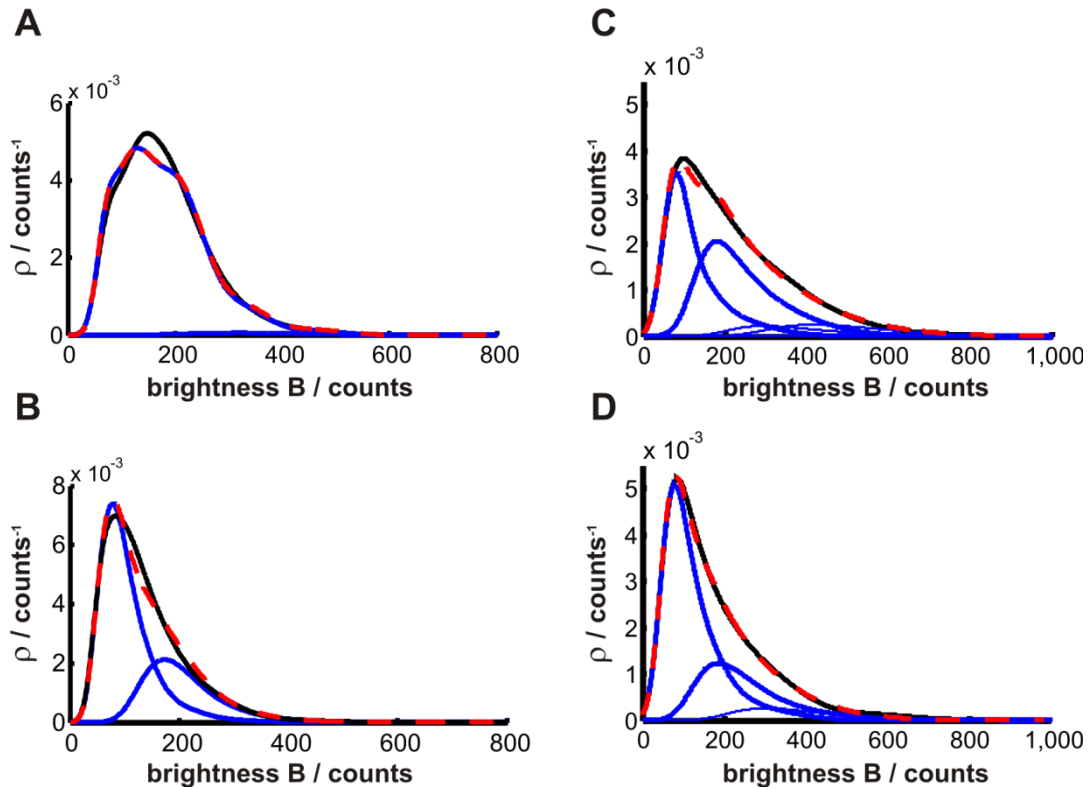 A
x 10⁻³
6
4
2
0
0 200 400 600 800
ρ / counts⁻¹
brightness B / counts
B
x 10⁻³
8
6
4
2
0
0 200 400 600 800
ρ / counts⁻¹
brightness B / counts
C
x 10⁻³
5
4
3
2
1
0
0 200 400 600 800 1,000
ρ / counts⁻¹
brightness B / counts
D
x 10⁻³
5
4
3
2
1
0
0 200 400 600 800 1,000
ρ / counts⁻¹
brightness B / counts